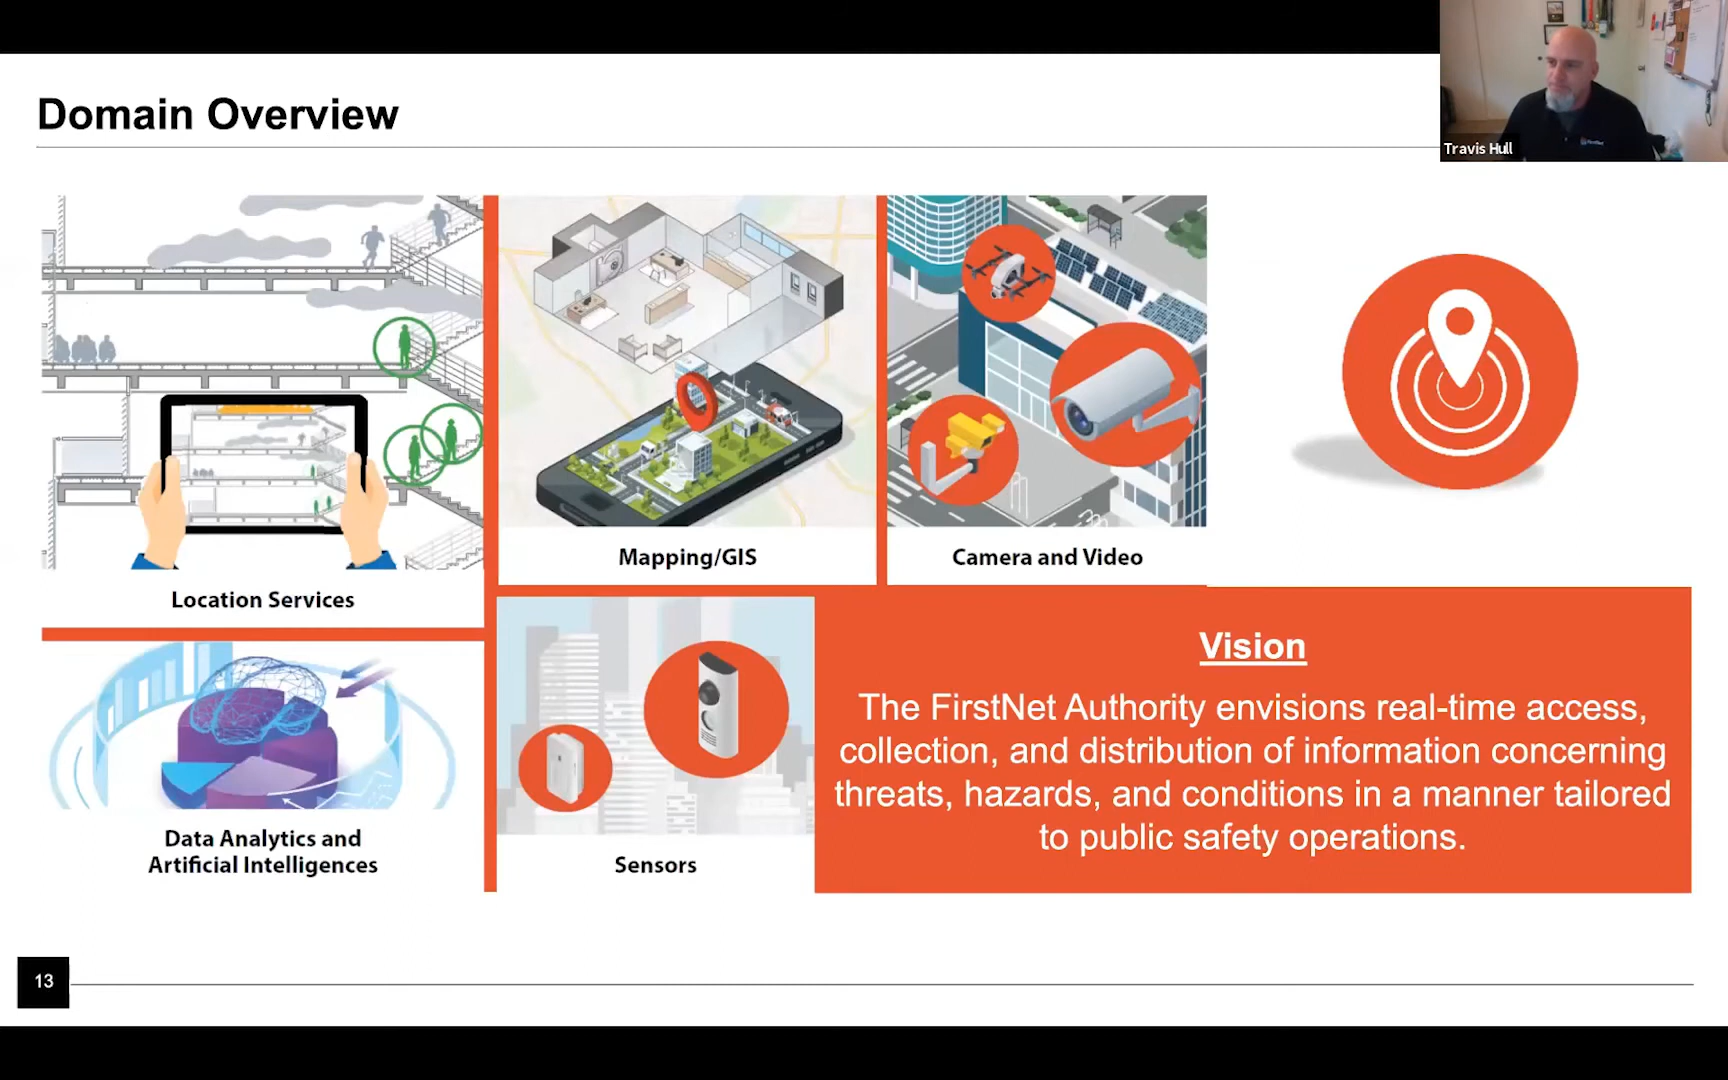 Domain Overview
Travis Hull
Location Services
Mapping/GIS
Camera and Video
Data Analytics and
Artificial Intelligences
Sensors
Vision
The FirstNet Authority envisions real-time access,
collection, and distribution of information concerning
threats, hazards, and conditions in a manner tailored
to public safety operations.
13